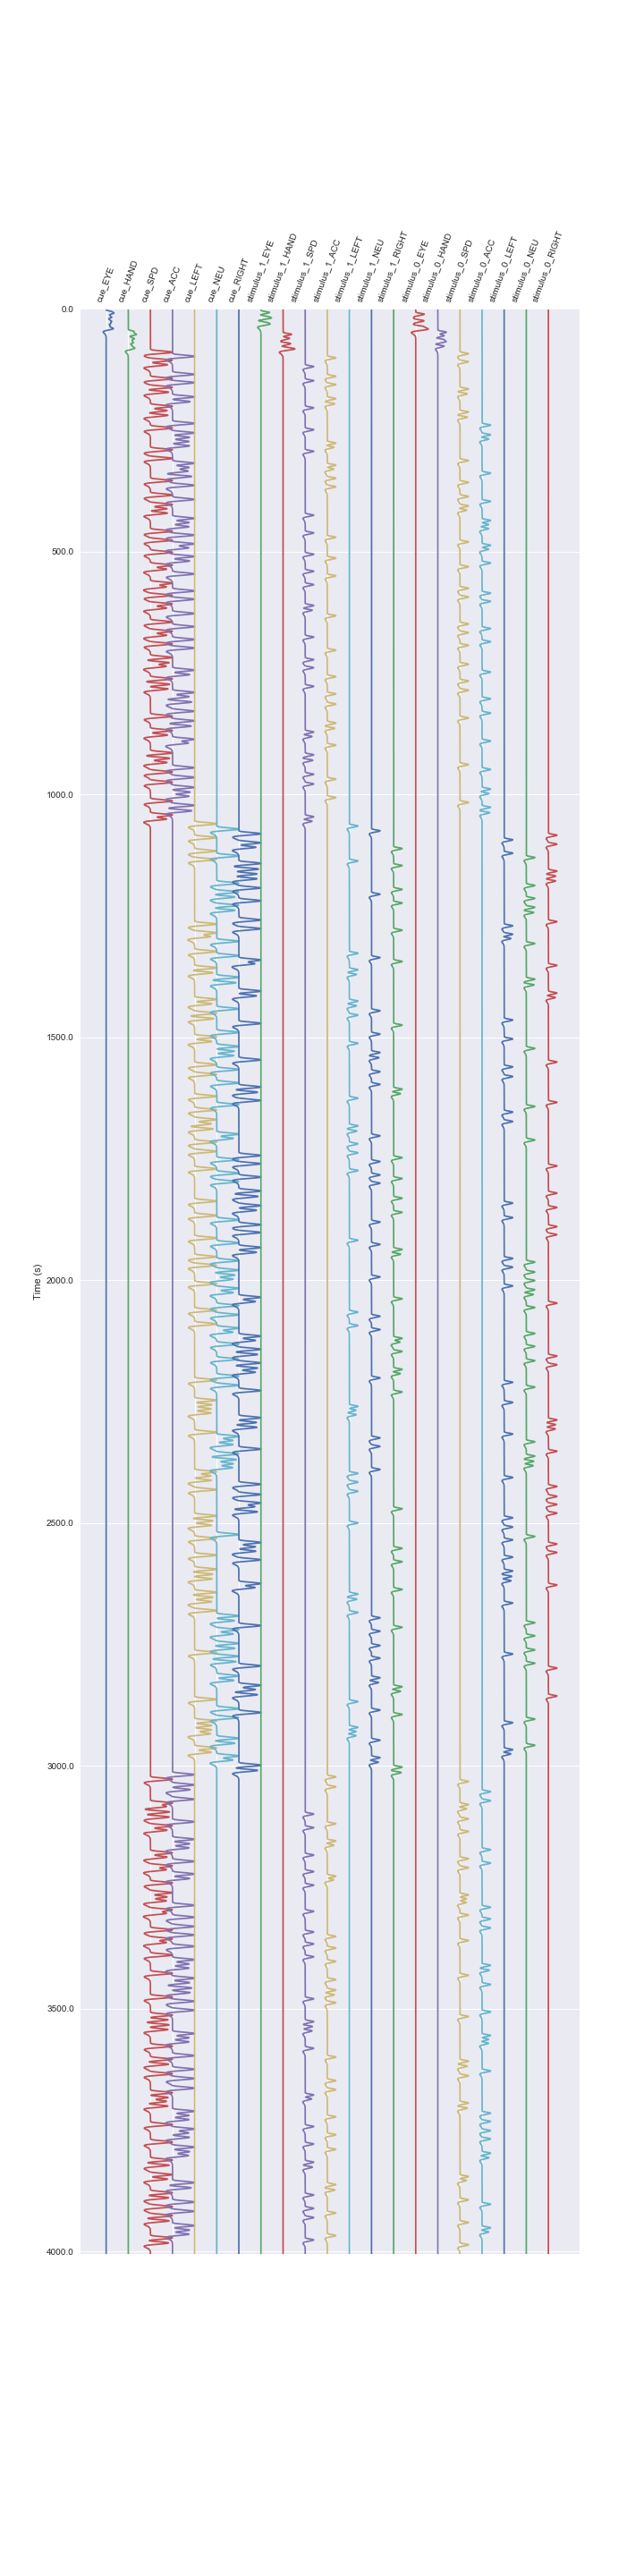 cue_EYE
cue_HAND
cue_SPD
cue_ACC
cue_LEFT
cue_NEU
cue_RIGHT
stimulus_1_EYE
stimulus_1_HAND
stimulus_1_SPD
stimulus_1_ACC
stimulus_1_LEFT
stimulus_1_NEU
stimulus_1_RIGHT
stimulus_0_EYE
stimulus_0_HAND
stimulus_0_SPD
stimulus_0_ACC
stimulus_0_LEFT
stimulus_0_NEU
stimulus_0_RIGHT
0.0
500.0
1000.0
1500.0
2000.0
Time (s)
2500.0
3000.0
3500.0
4000.0